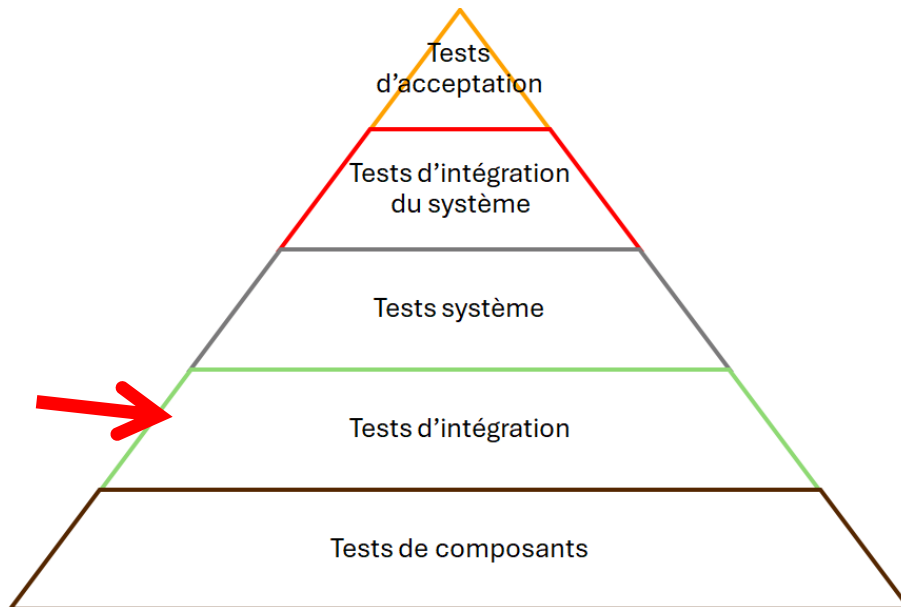 Tests
d’acceptation
Tests d’intégration
du système
Tests système
Tests d’intégration
Tests de composants